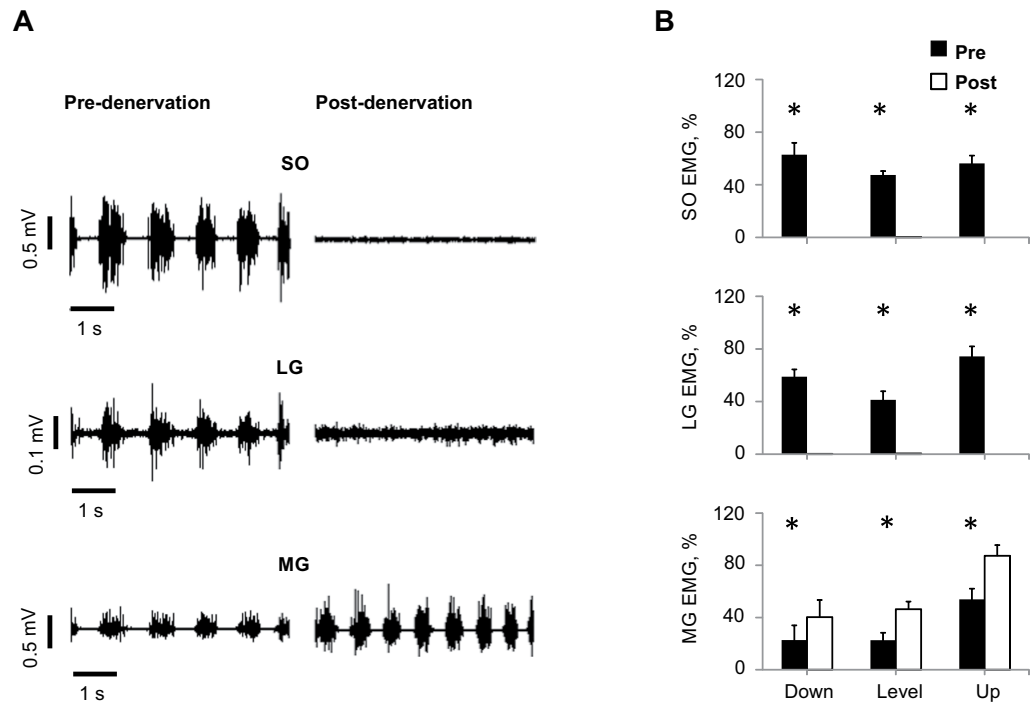 A
Pre-denervation Post-denervation
SO
0.5 mV
1 s
LG
0.1 mV
1 s
MG
0.5 mV
1 s
B
Pre
Post
120
80
40
0
SO EMG, %
* * *
120
80
40
0
LG EMG, %
* * *
120
80
40
0
MG EMG, %
* * *
Down Level Up